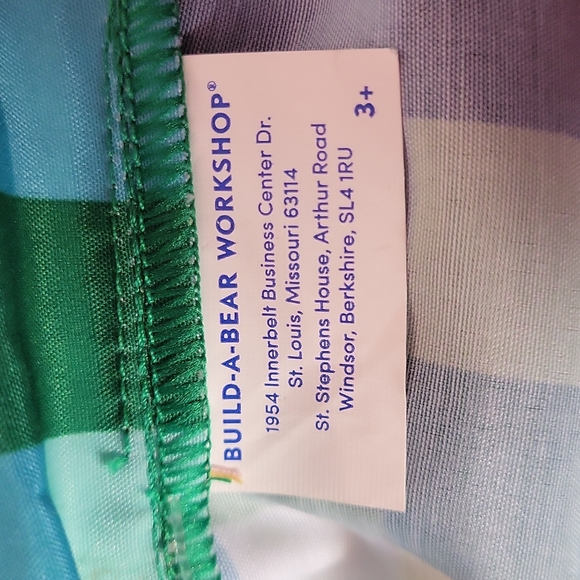 BUILD-A-BEAR WORKSHOP®
1954 Innerbelt Business Center Dr.
St. Louis, Missouri 63114
St. Stephens House, Arthur Road
Windsor, Berkshire, SL4 1RU
3+